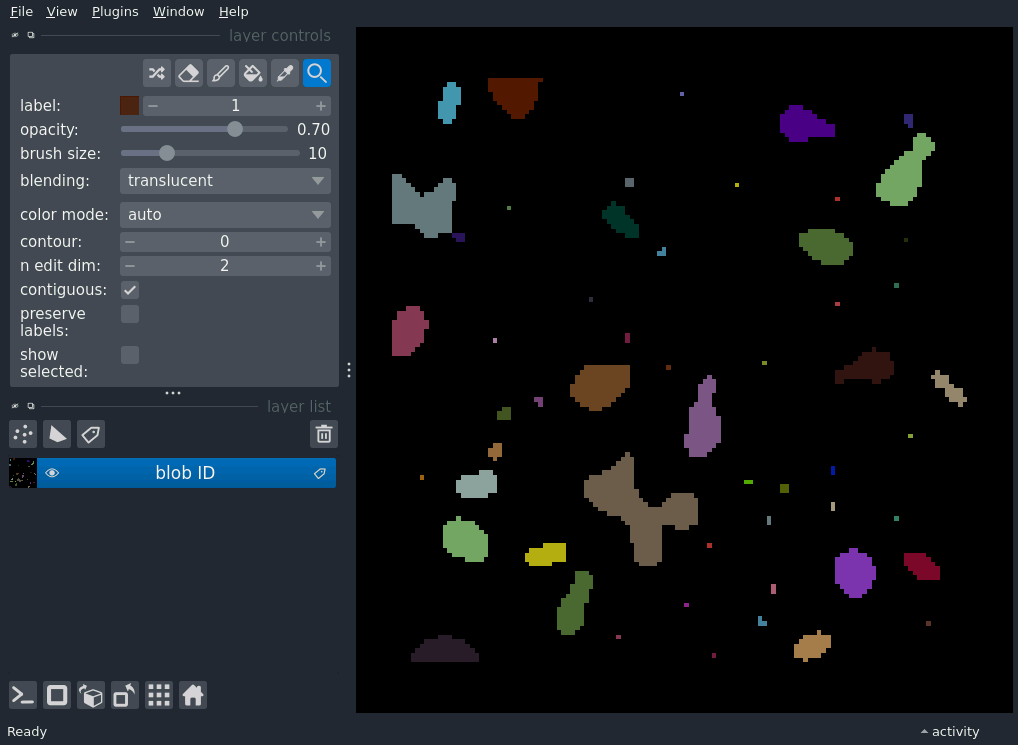 File View Plugins Window Help
layer controls
label: 1
opacity: 0.70
brush size: 10
blending: translucent
color mode: auto
contour: 0
n edit dim: 2
contiguous:
preserve
labels:
show
selected:
layer list
blob ID
Ready
activity